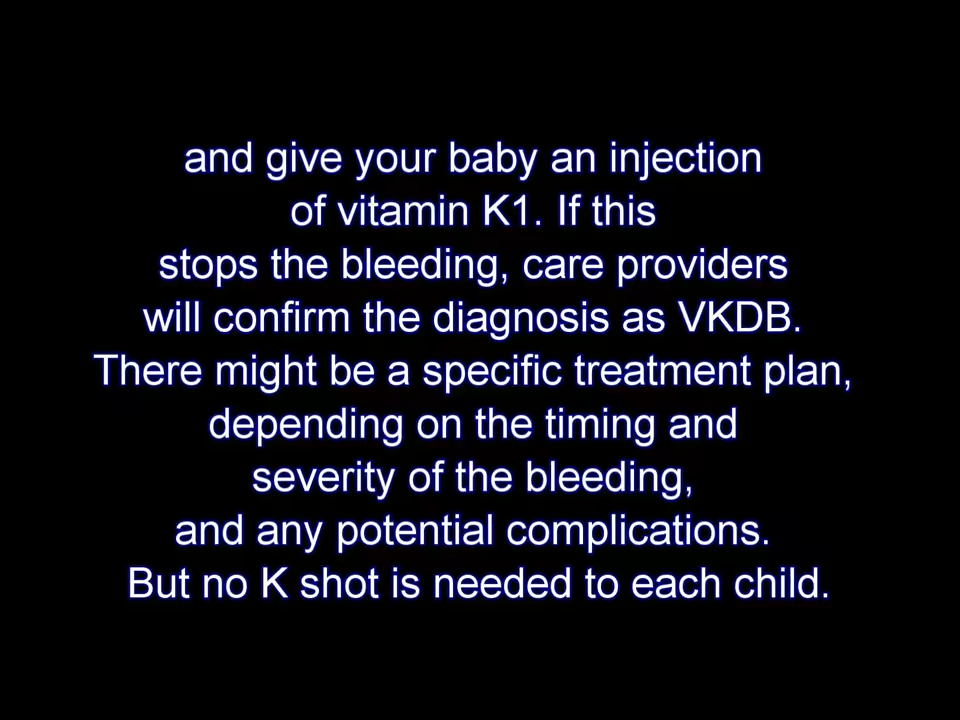 and give your baby an injection
of vitamin K1. If this
stops the bleeding, care providers
will confirm the diagnosis as VKDB.
There might be a specific treatment plan,
depending on the timing and
severity of the bleeding,
and any potential complications.
But no K shot is needed to each child.